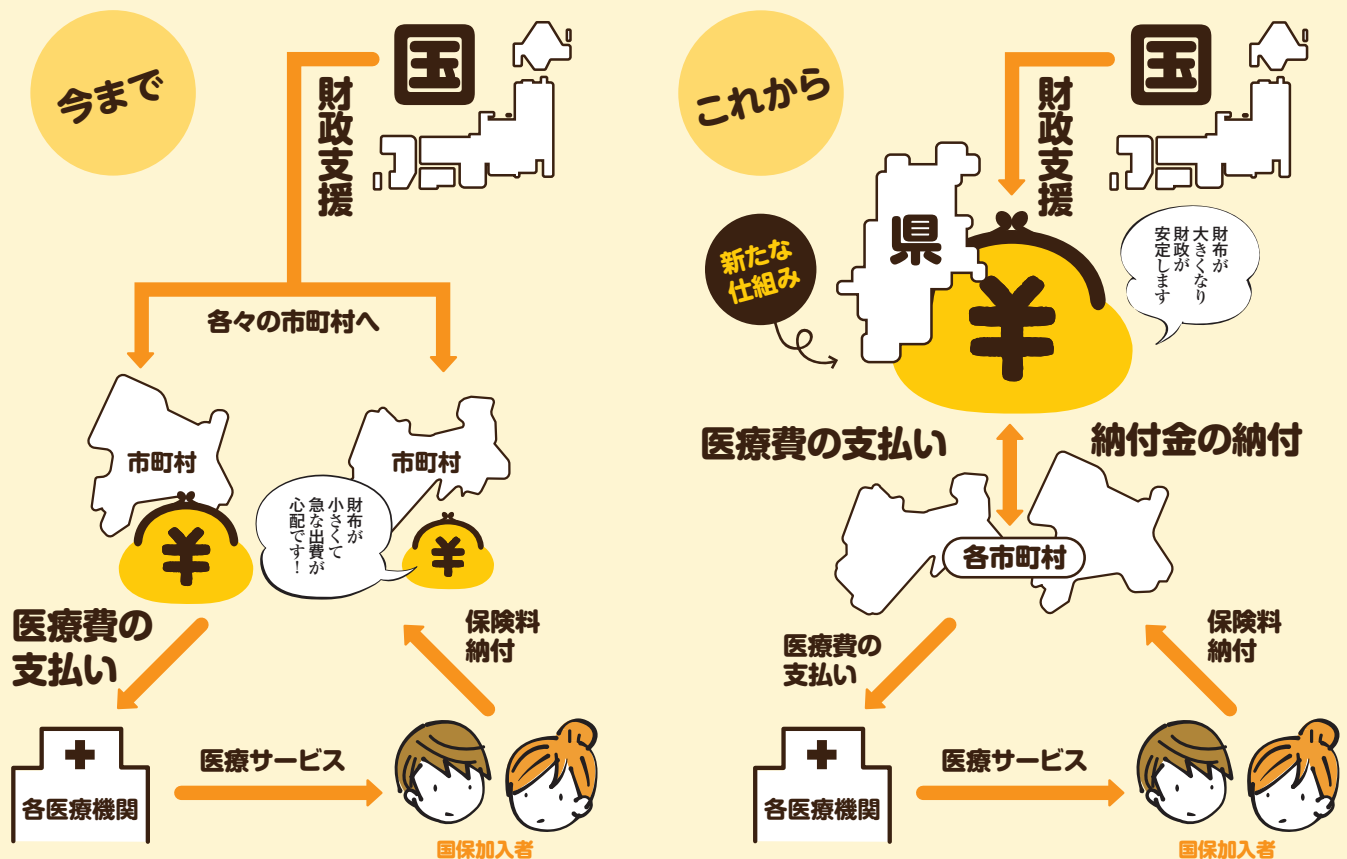 今まで
国
財政支援
各々の市町村へ
市町村
市町村
¥
¥
財布が
小さくて
急な出費が
心配です！
医療費の
支払い
保険料
納付
各医療機関
医療サービス
国保加入者
これから
国
財政支援
県
新たな
仕組み
¥
財布が
大きくなり
財政が
安定します
医療費の支払い
納付金の納付
各市町村
医療費の
支払い
保険料
納付
各医療機関
医療サービス
国保加入者